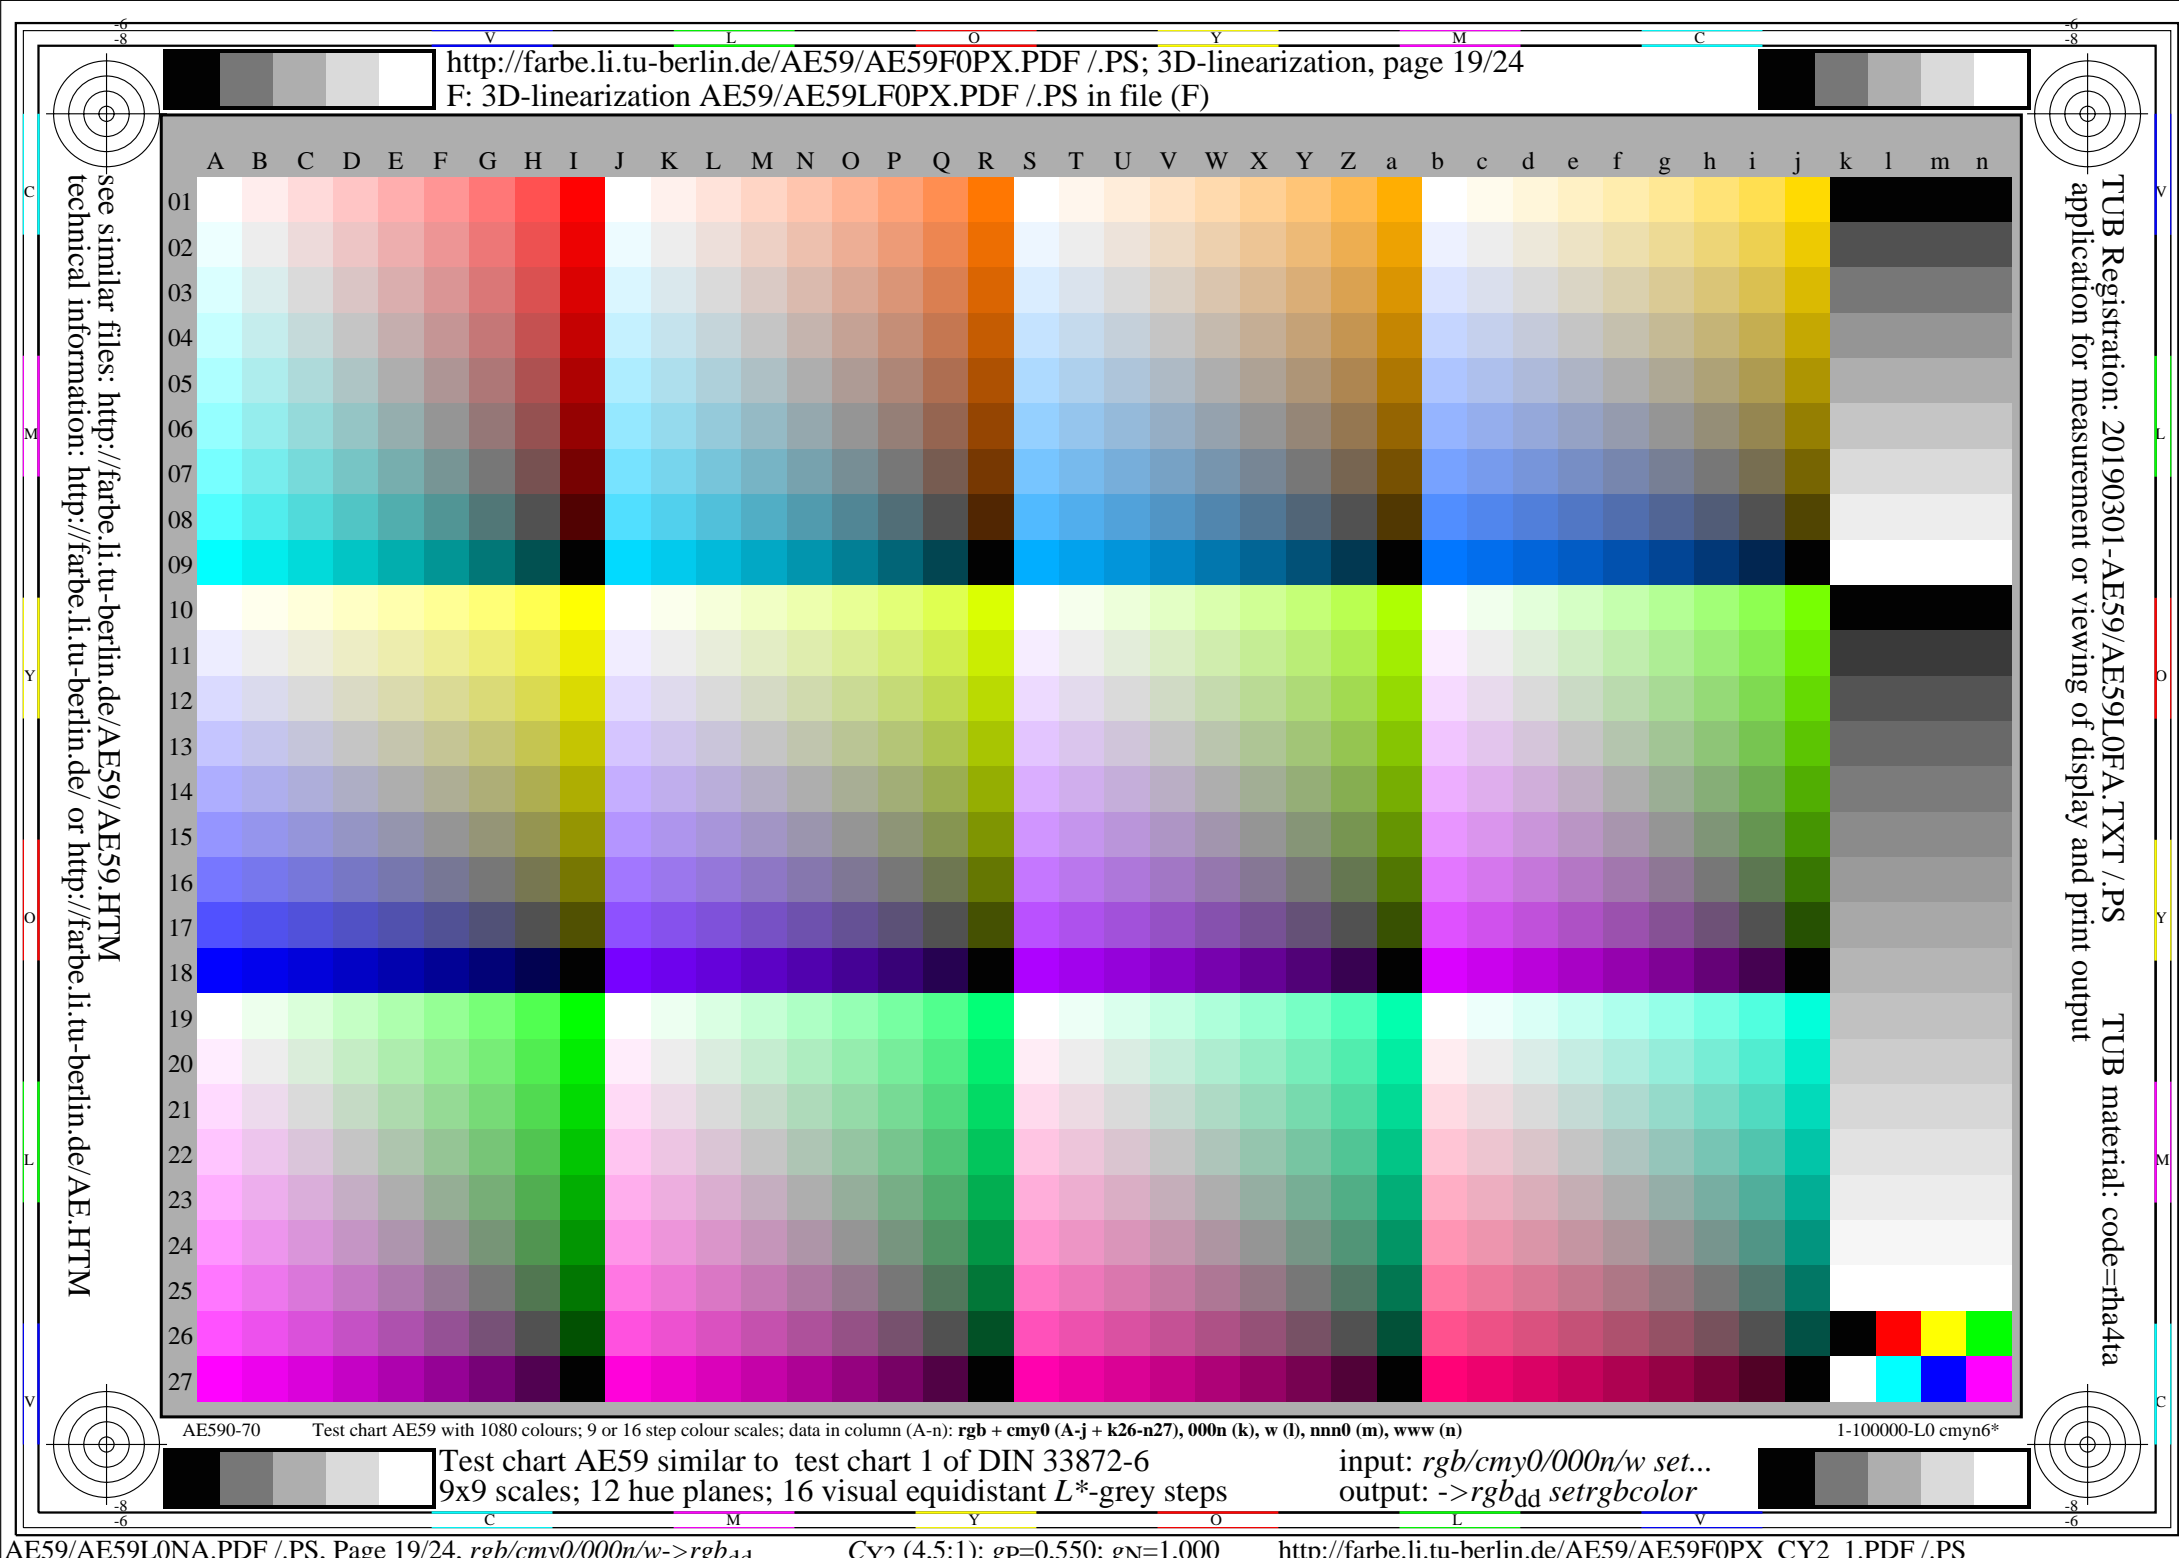 -6
-8
V L O Y M C
-6
-8
http://farbe.li.tu-berlin.de/AE59/AE59F0PX.PDF /.PS; 3D-linearization, page 19/24
F: 3D-linearization AE59/AE59LF0PX.PDF /.PS in file (F)
A B C D E F G H I J K L M N O P Q R S T U V W X Y Z a b c d e f g h i j k l m n
01
02
03
04
05
06
07
08
09
10
11
12
13
14
15
16
17
18
19
20
21
22
23
24
25
26
27
C
M
Y
O
L
V
see similar files: http://farbe.li.tu-berlin.de/AE59/AE59.HTM
technical information: http://farbe.li.tu-berlin.de/ or http://farbe.li.tu-berlin.de/AE.HTM
TUB Registration: 20190301-AE59/AE59L0FA.TXT /.PS TUB material: code=rha4ta
application for measurement or viewing of display and print output
V
L
O
Y
M
C
AE590-70 Test chart AE59 with 1080 colours; 9 or 16 step colour scales; data in column (A-n): rgb + cmy0 (A-j + k26-n27), 000n (k), w (l), nnn0 (m), www (n) 1-100000-L0 cmyn6*
Test chart AE59 similar to test chart 1 of DIN 33872-6 input: rgb/cmy0/000n/w set...
9x9 scales; 12 hue planes; 16 visual equidistant L*-grey steps output: ->rgbdd setrgbcolor
-8
-6
C M Y O L V
-8
-6
AE59/AE59L0NA.PDF /.PS, Page 19/24, rgb/cmy0/000n/w->rgbdd CY2 (4,5:1): gP=0,550; gN=1,000 http://farbe.li.tu-berlin.de/AE59/AE59F0PX_CY2_1.PDF /.PS